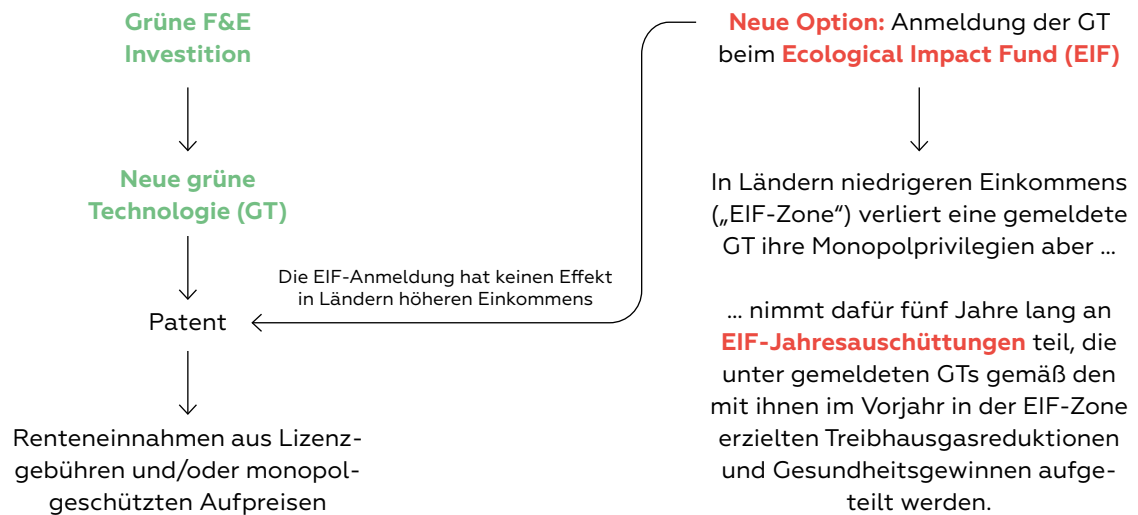 Grüne F&E
Investition
Neue grüne
Technologie (GT)
Patent
Renteneinnahmen aus Lizenz-
gebühren und/oder monopol-
geschützten Aufpreisen
Die EIF-Anmeldung hat keinen Effekt
in Ländern höheren Einkommens
Neue Option: Anmeldung der GT
beim Ecological Impact Fund (EIF)
In Ländern niedrigeren Einkommens
(„EIF-Zone“) verliert eine gemeldete
GT ihre Monopolprivilegien aber ...
... nimmt dafür fünf Jahre lang an
EIF-Jahresauschüttungen teil, die
unter gemeldeten GTs gemäß den
mit ihnen im Vorjahr in der EIF-Zone
erzielten Treibhausgasreduktionen
und Gesundheitsgewinnen aufge-
teilt werden.